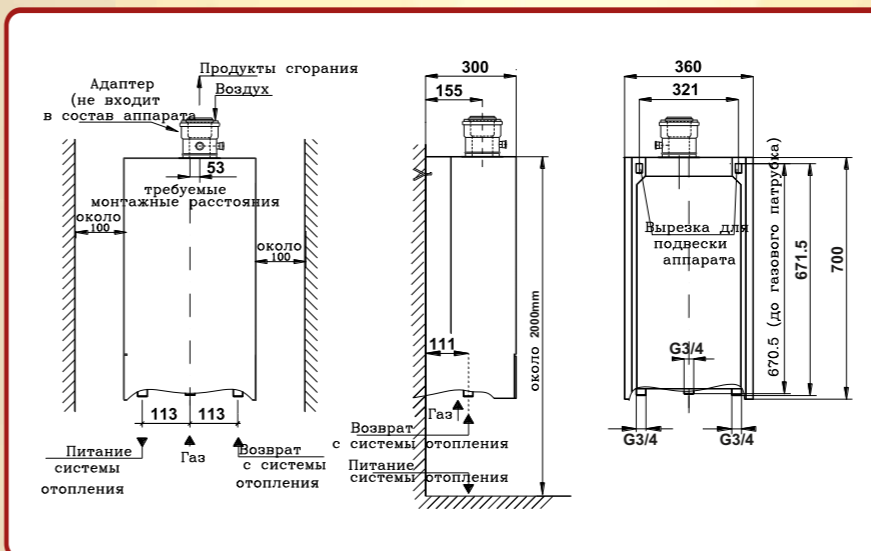 Продукты сгорания
Адаптер
(не входит
в состав аппарата
Воздух
53
требуемые
монтажные расстояния
около
100
около
100
113
113
Питание
системы
отопления
Газ
Возврат
с системы
отопления
300
155
111
около 2000mm
Газ
Возврат
с системы отопления
Питание
системы отопления
360
321
Вырезка для
подвески
аппарата
G3/4
G3/4
G3/4
670.5 (до газового патрубка)
671.5
700